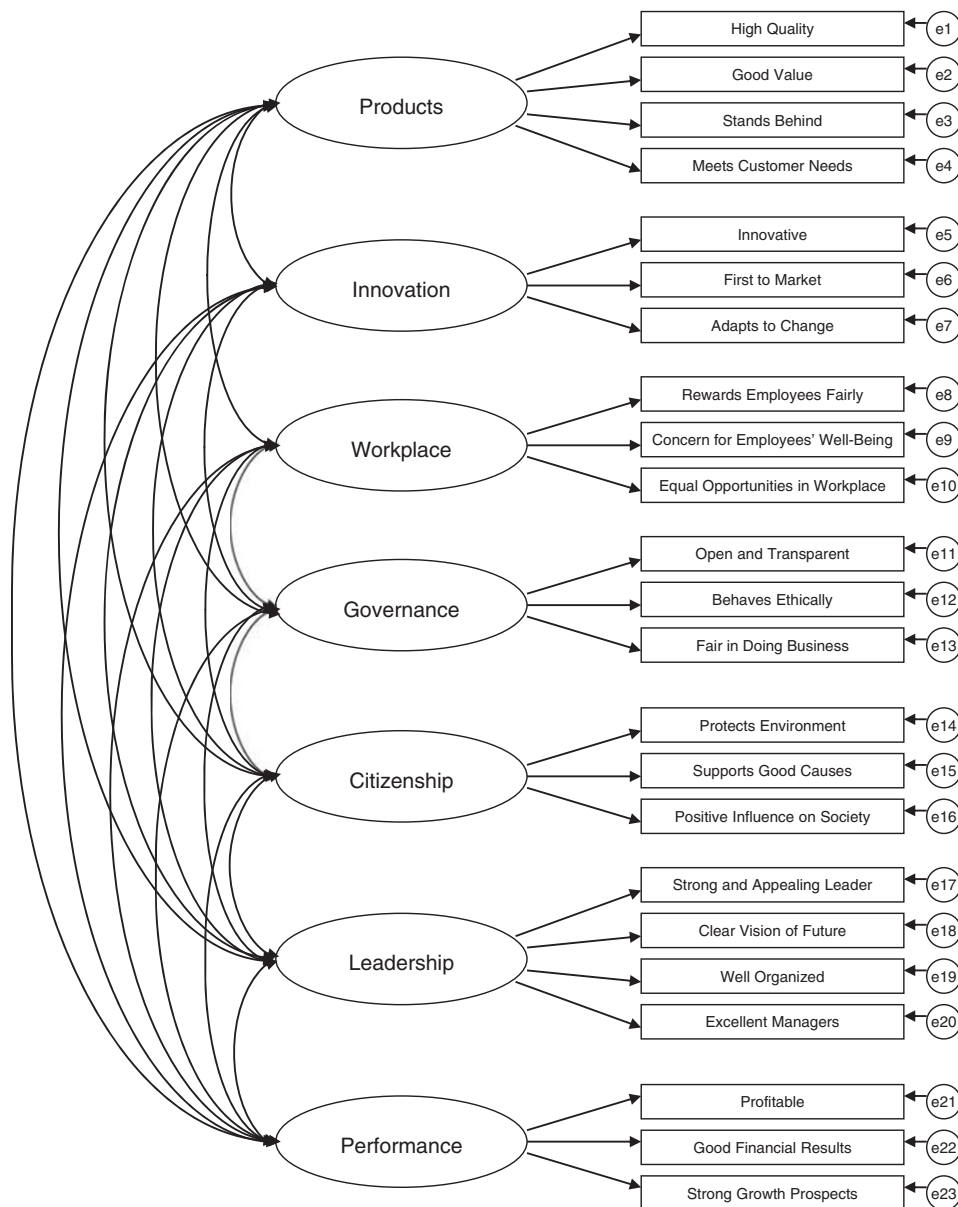 High Quality
e1
Products
Good Value
e2
Stands Behind
e3
Meets Customer Needs
e4
Innovation
Innovative
e5
First to Market
e6
Adapts to Change
e7
Workplace
Rewards Employees Fairly
e8
Concern for Employees’ Well-Being
e9
Equal Opportunities in Workplace
e10
Governance
Open and Transparent
e11
Behaves Ethically
e12
Fair in Doing Business
e13
Citizenship
Protects Environment
e14
Supports Good Causes
e15
Positive Influence on Society
e16
Leadership
Strong and Appealing Leader
e17
Clear Vision of Future
e18
Well Organized
e19
Excellent Managers
e20
Performance
Profitable
e21
Good Financial Results
e22
Strong Growth Prospects
e23